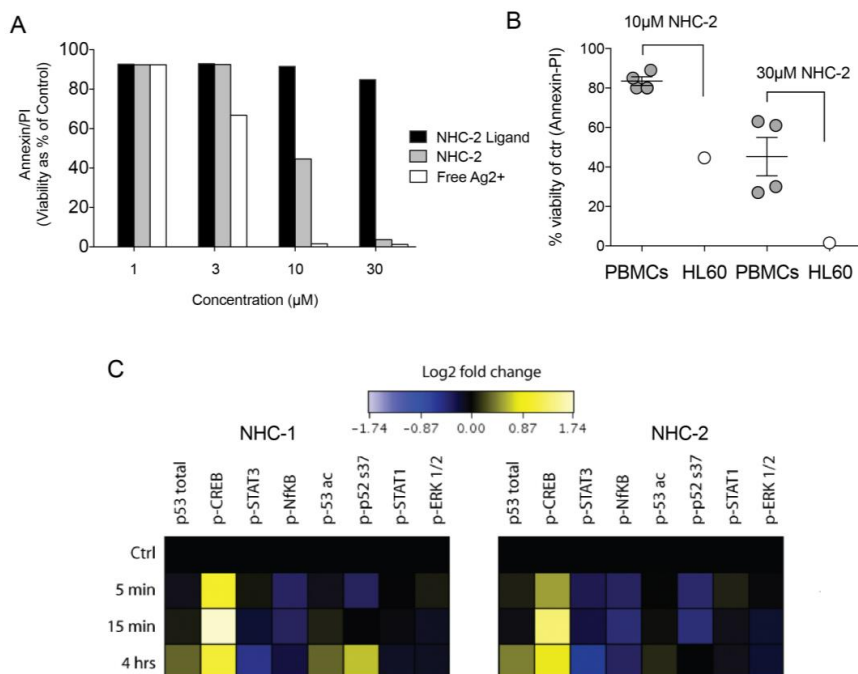 A
Annexin/PI
(Viability as % of Control)
100
80
60
40
20
0
1 3 10 30
Concentration (µM)
NHC-2 Ligand
NHC-2
Free Ag2+
B
10µM NHC-2
30µM NHC-2
% viabilty of ctr (Annexin-PI)
100
80
60
40
20
0
PBMCs HL60 PBMCs HL60
C
Log2 fold change
−1.74 −0.87 0.00 0.87 1.74
NHC-1 NHC-2
p53 total p-CREB p-STAT3 p-NfKB p-53 ac p-p52 s37 p-STAT1 p-ERK 1/2
p53 total p-CREB p-STAT3 p-NfKB p-53 ac p-p52 s37 p-STAT1 p-ERK 1/2
Ctrl
5 min
15 min
4 hrs